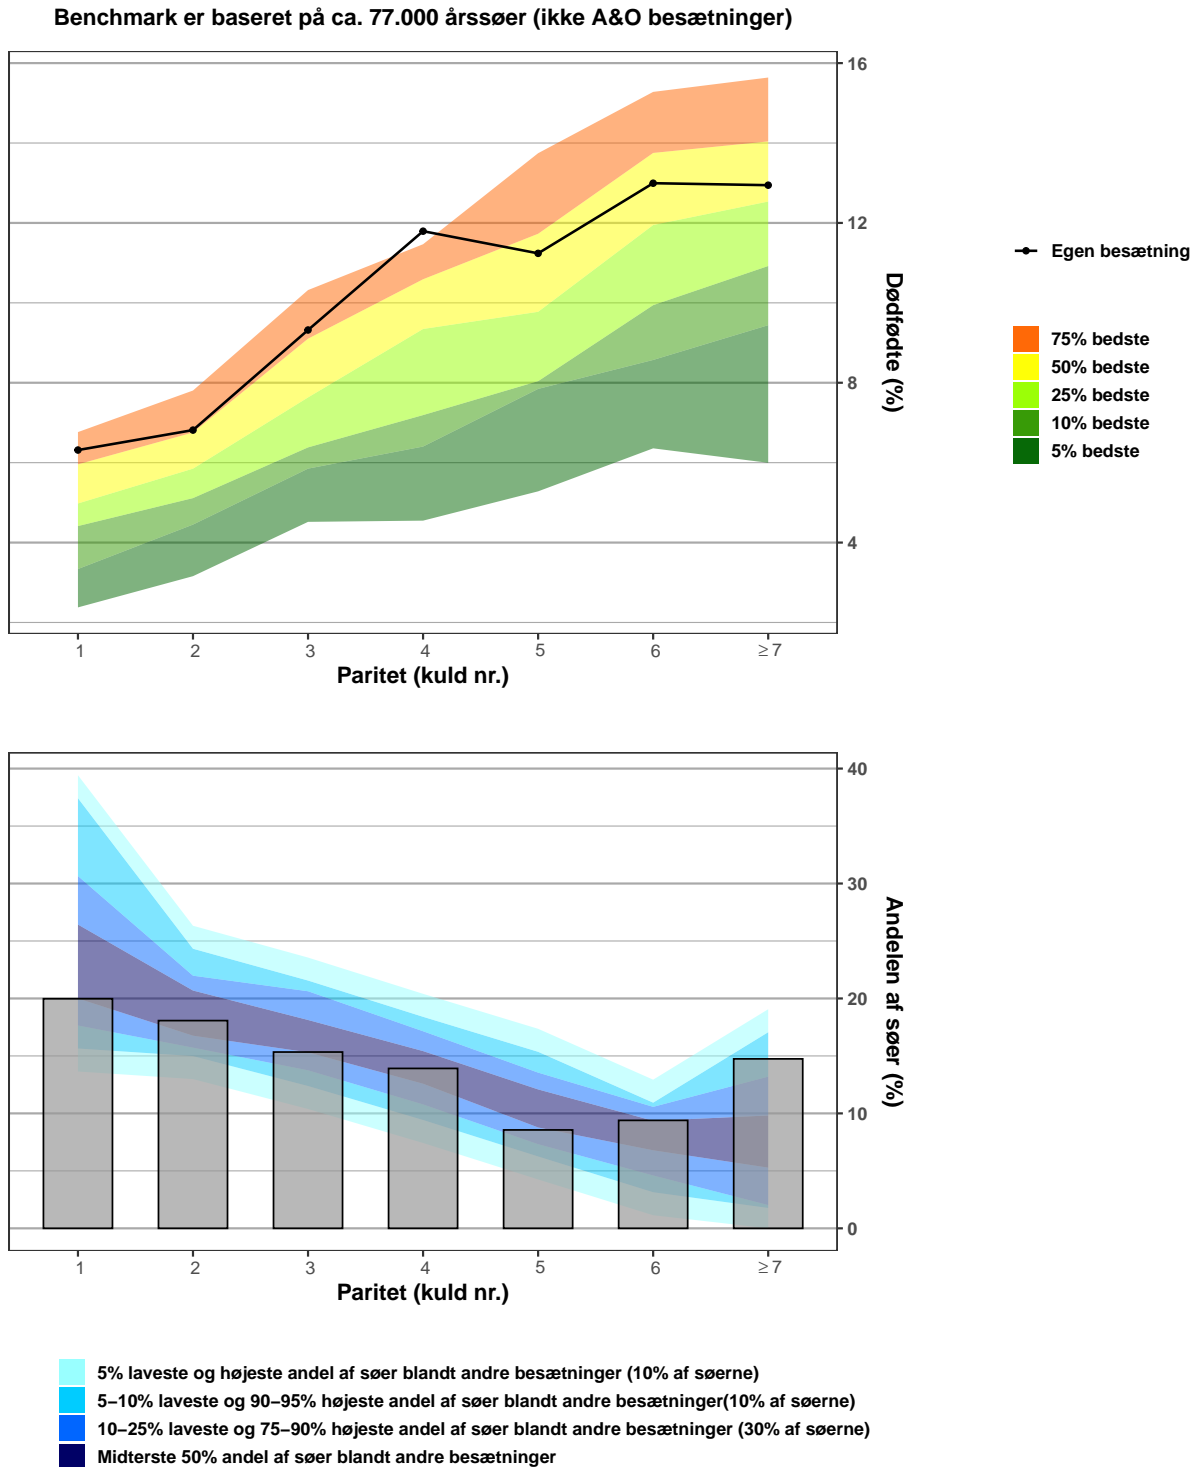 Benchmark er baseret på ca. 77.000 årssøer (ikke A&O besætninger)
16
12
8
4
Dødfødte (%)
1 2 3 4 5 6 ≥7
Paritet (kuld nr.)
Egen besætning
75% bedste
50% bedste
25% bedste
10% bedste
5% bedste
40
30
20
10
0
Andelen af søer (%)
1 2 3 4 5 6 ≥7
Paritet (kuld nr.)
5% laveste og højeste andel af søer blandt andre besætninger (10% af søerne)
5–10% laveste og 90–95% højeste andel af søer blandt andre besætninger(10% af søerne)
10–25% laveste og 75–90% højeste andel af søer blandt andre besætninger (30% af søerne)
Midterste 50% andel af søer blandt andre besætninger